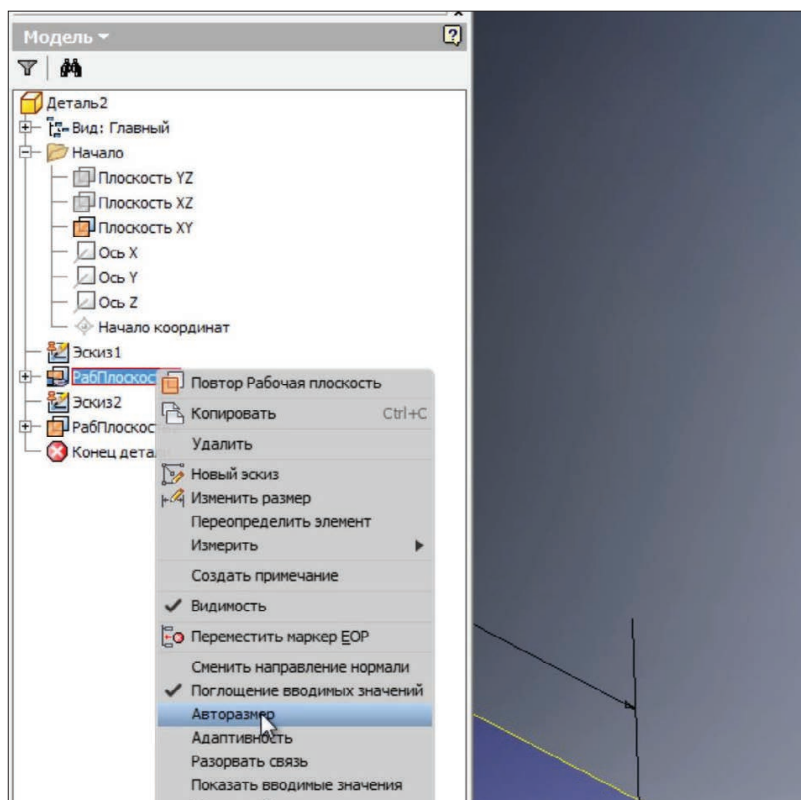 Модель
Деталь2
Вид: Главный
Начало
Плоскость YZ
Плоскость XZ
Плоскость XY
Ось X
Ось Y
Ось Z
Начало координат
Эскиз1
РабПлоскос
Эскиз2
РабПлоскос
Конец дета
Повтор Рабочая плоскость
Копировать Ctrl+C
Удалить
Новый эскиз
Изменить размер
Переопределить элемент
Измерить
Создать примечание
Видимость
Переместить маркер EOP
Сменить направление нормали
Поглощение вводимых значений
Авторазмер
Адаптивность
Разорвать связь
Показать вводимые значения